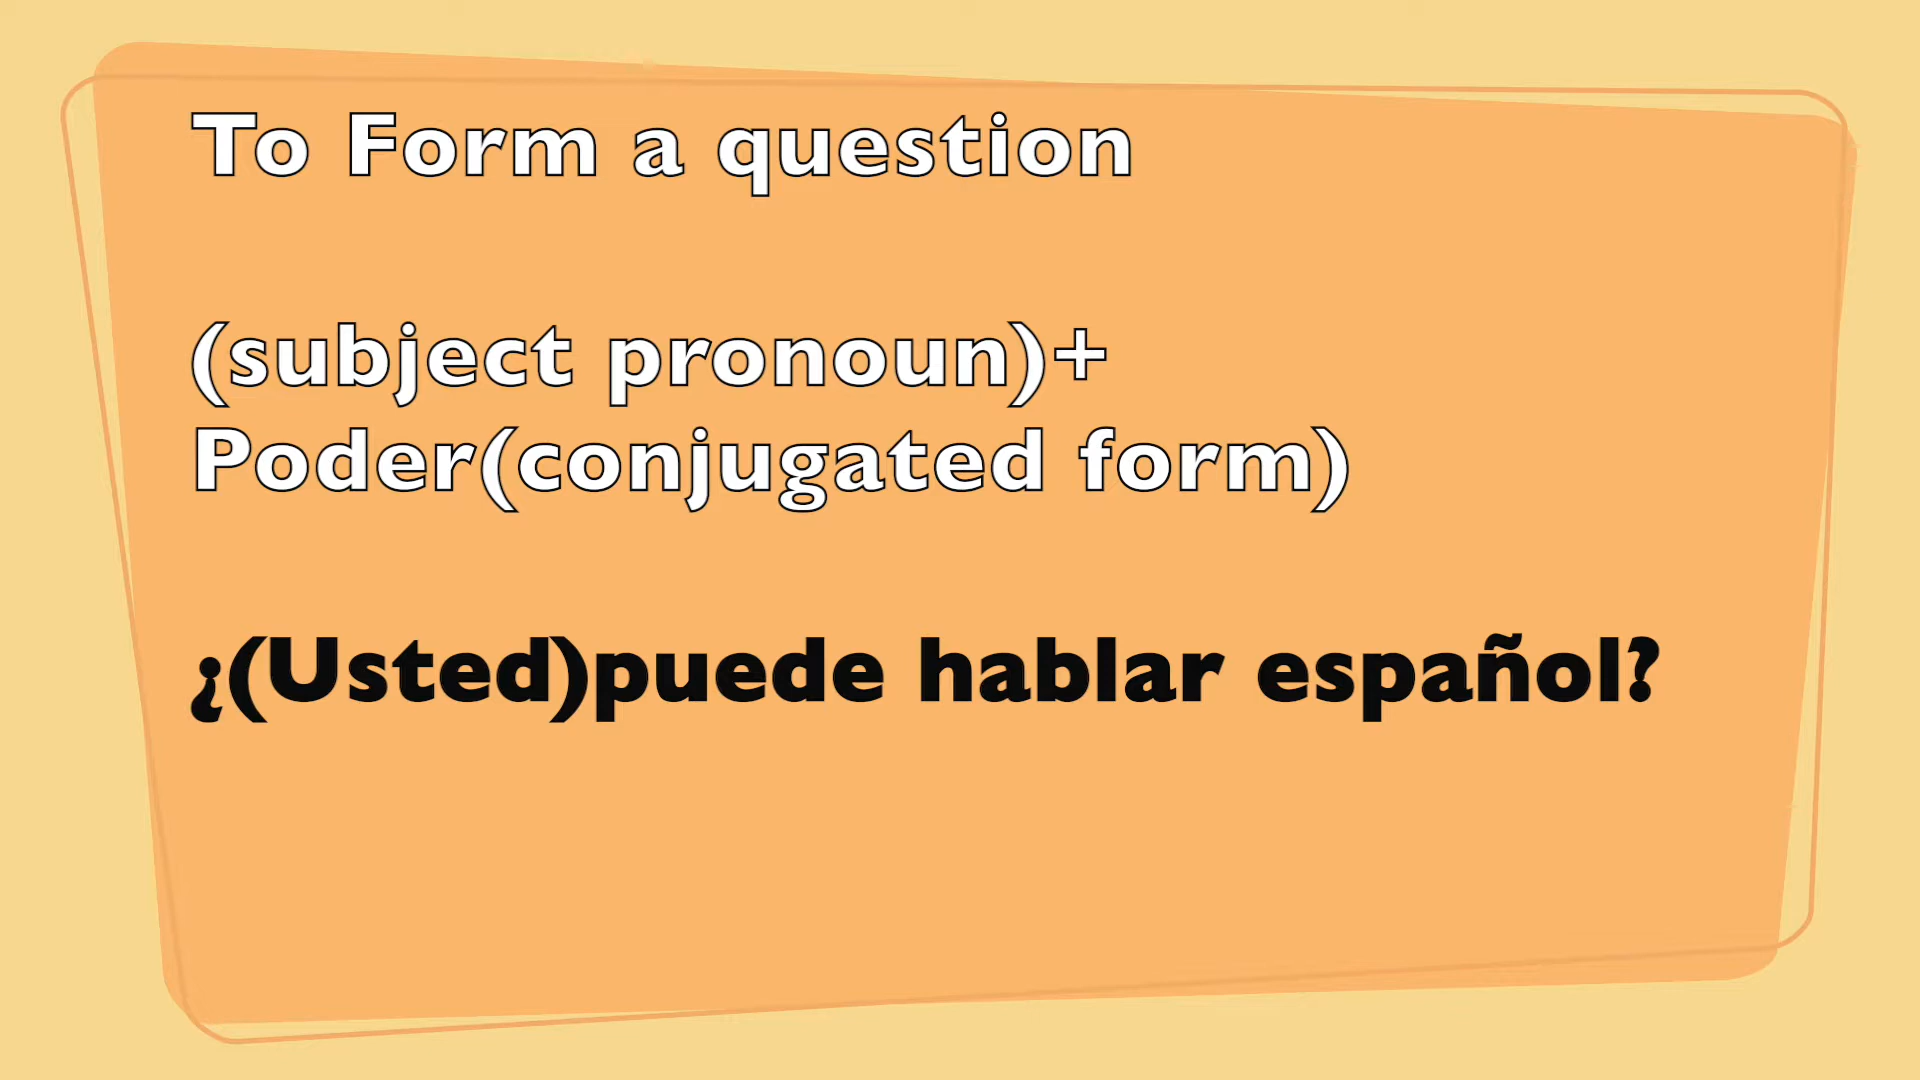 To Form a question
(subject pronoun)+
Poder(conjugated form)
¿(Usted)puede hablar español?